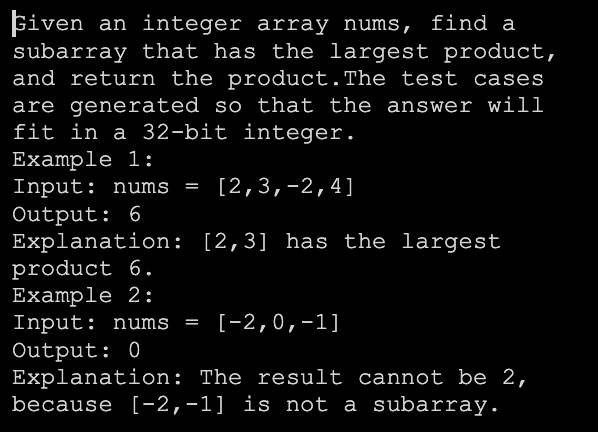 Given an integer array nums, find a
subarray that has the largest product,
and return the product.The test cases
are generated so that the answer will
fit in a 32-bit integer.
Example 1:
Input: nums = [2,3,-2,4]
Output: 6
Explanation: [2,3] has the largest
product 6.
Example 2:
Input: nums = [-2,0,-1]
Output: 0
Explanation: The result cannot be 2,
because [-2,-1] is not a subarray.